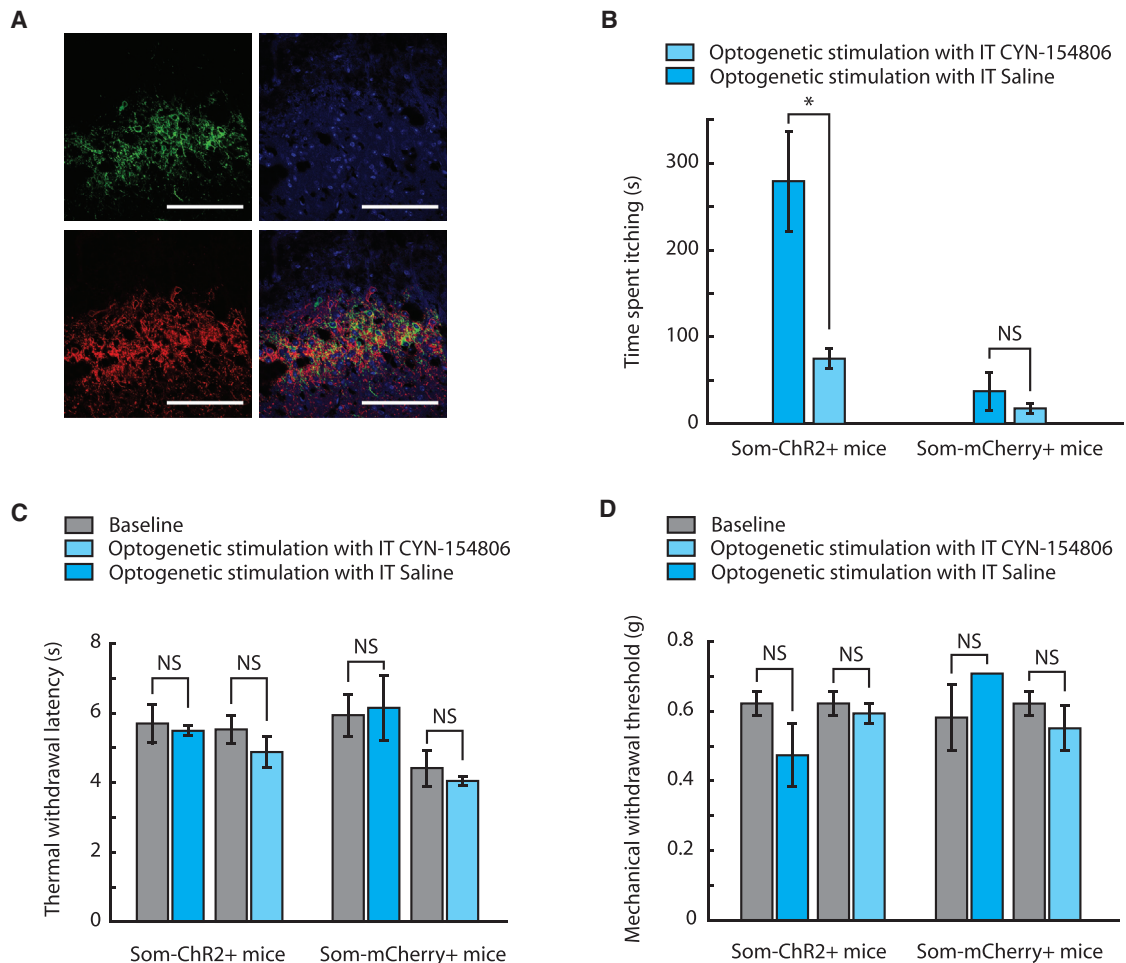 A
B
Optogenetic stimulation with IT CYN-154806
Optogenetic stimulation with IT Saline
Time spent itching (s)
300
200
100
0
*
NS
Som-ChR2+ mice
Som-mCherry+ mice
C
Baseline
Optogenetic stimulation with IT CYN-154806
Optogenetic stimulation with IT Saline
Thermal withdrawal latency (s)
8
6
4
2
0
NS
NS
NS
NS
Som-ChR2+ mice
Som-mCherry+ mice
D
Baseline
Optogenetic stimulation with IT CYN-154806
Optogenetic stimulation with IT Saline
Mechanical withdrawal threshold (g)
0.8
0.6
0.4
0.2
0
NS
NS
NS
NS
Som-ChR2+ mice
Som-mCherry+ mice